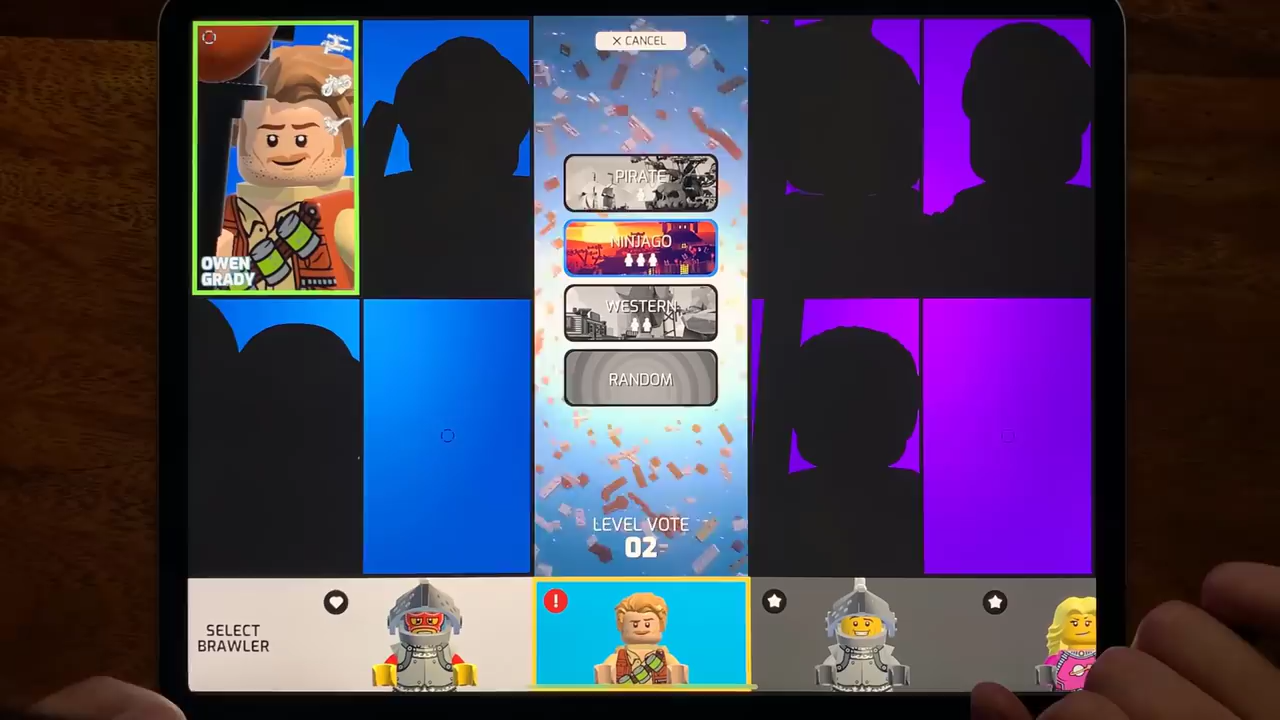 CANCEL
PIRATE
NINJAGO
WESTERN
RANDOM
OWEN
GRADY
LEVEL VOTE
02
SELECT
BRAWLER